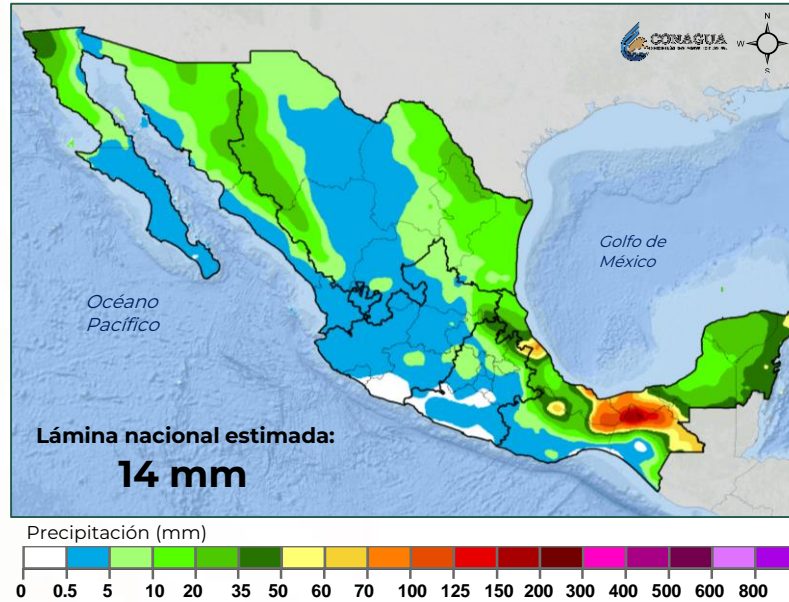 CONAGUA
N
W
S
Golfo de
México
Océano
Pacífico
Lámina nacional estimada:
14 mm
Precipitación (mm)
0 0.5 5 10 20 35 50 60 70 100 125 150 200 300 400 500 600 800